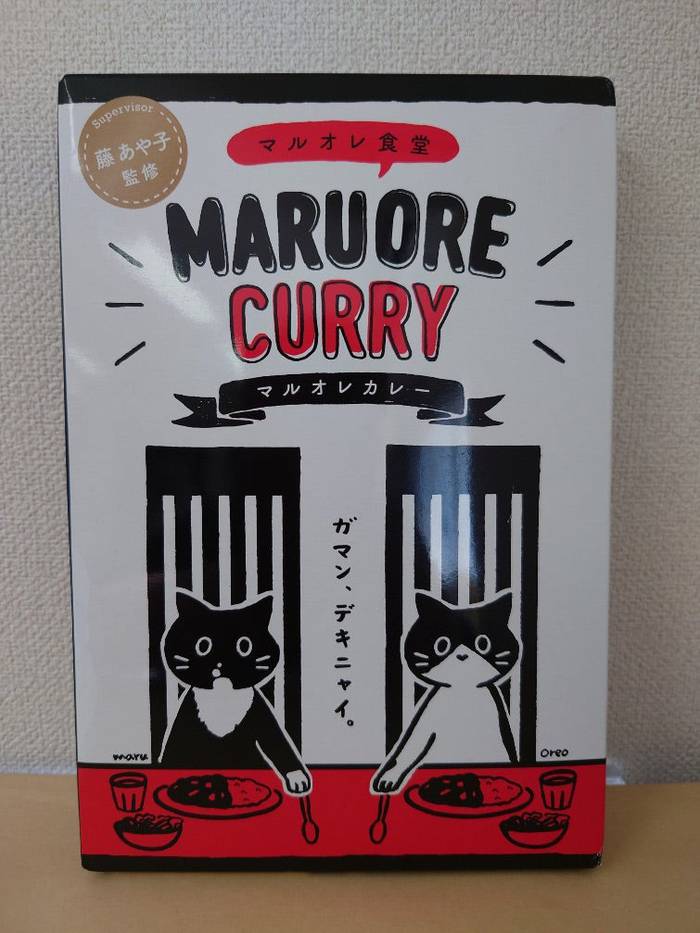 Supervisor
藤 あや子
監修
マルオレ食堂
MARUORE
CURRY
マルオレカレー
ガマン、デキニャイ。
maru
Oreo